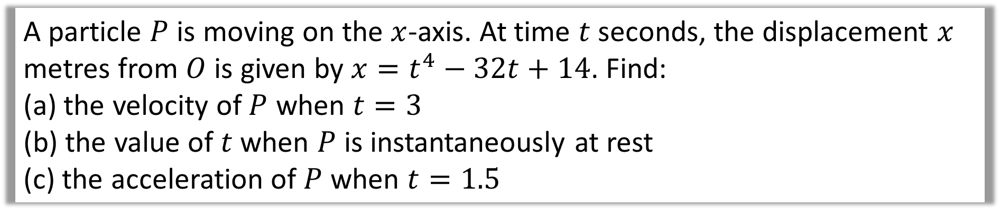 A particle P is moving on the x-axis. At time t seconds, the displacement x
metres from O is given by x = t⁴ − 32t + 14. Find:
(a) the velocity of P when t = 3
(b) the value of t when P is instantaneously at rest
(c) the acceleration of P when t = 1.5